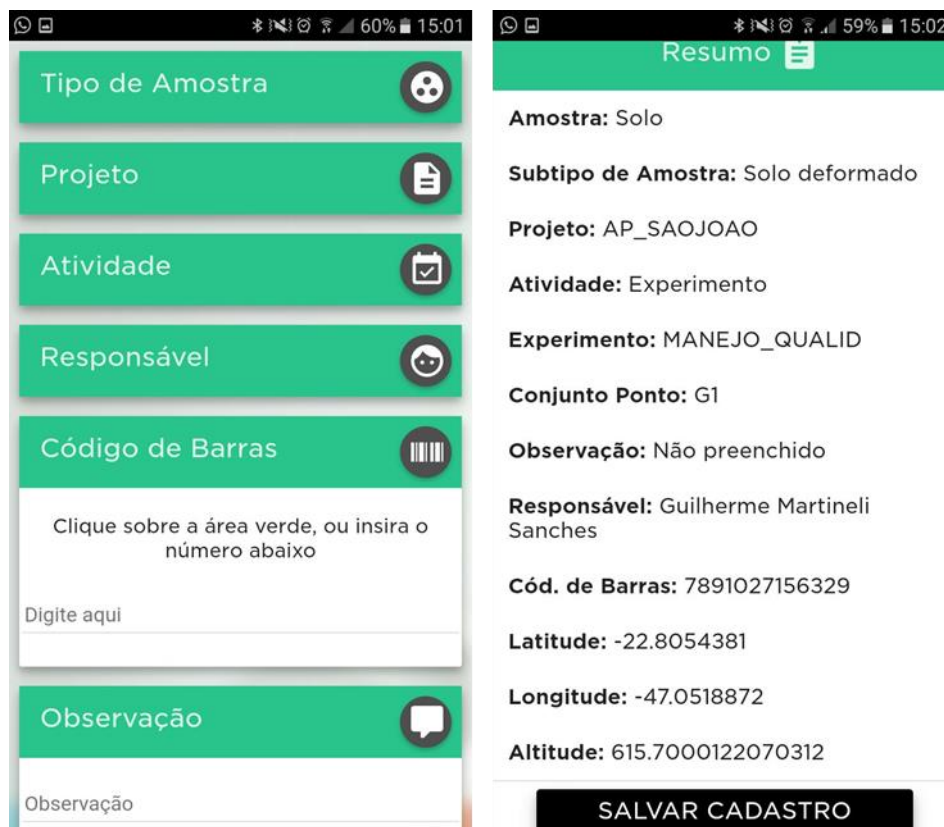 60% 15:01
Tipo de Amostra
Projeto
Atividade
Responsável
Código de Barras
Clique sobre a área verde, ou insira o
número abaixo
Digite aqui
Observação
Observação
59% 15:02
Resumo
Amostra: Solo
Subtipo de Amostra: Solo deformado
Projeto: AP_SAOJOAO
Atividade: Experimento
Experimento: MANEJO_QUALID
Conjunto Ponto: G1
Observação: Não preenchido
Responsável: Guilherme Martineli
Sanches
Cód. de Barras: 7891027156329
Latitude: -22.8054381
Longitude: -47.0518872
Altitude: 615.7000122070312
SALVAR CADASTRO